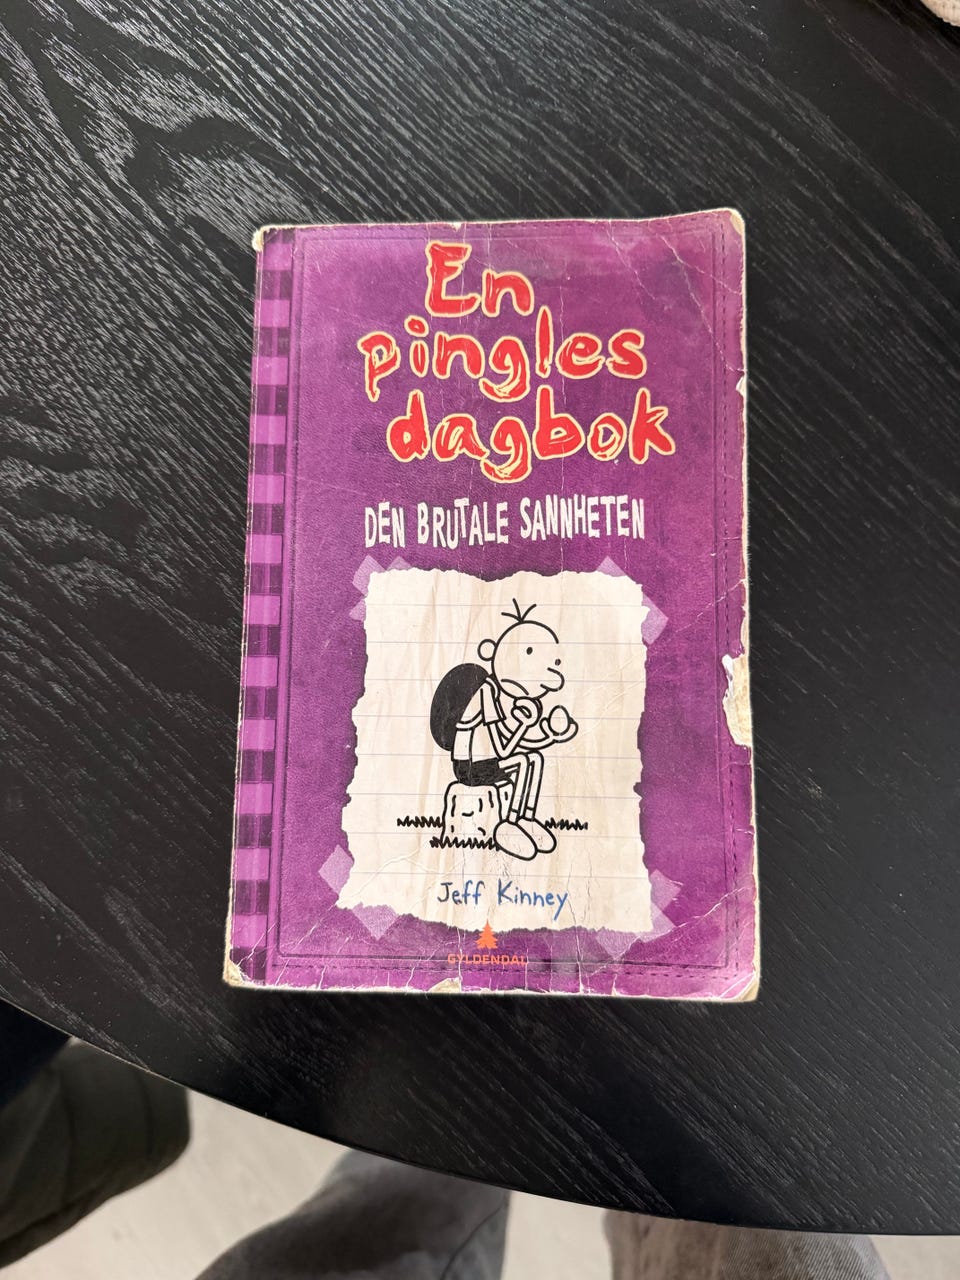 En
pingles
dagbok
DEN BRUTALE SANNHETEN
Jeff Kinney
GYLDENDAL